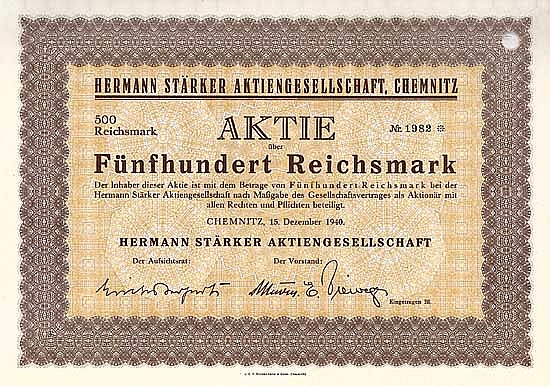 HERMANN STÄRKER AKTIENGESELLSCHAFT, CHEMNITZ
500
Reichsmark
AKTIE
Nr. 1982 ※
über
Fünfhundert Reichsmark
Der Inhaber dieser Aktie ist mit dem Betrage von Fünfhundert Reichsmark bei der
Hermann Stärker Aktiengesellschaft nach Maßgabe des Gesellschaftsvertrages als Aktionär mit
allen Rechten und Pflichten beteiligt.
CHEMNITZ, 15. Dezember 1940.
HERMANN STÄRKER AKTIENGESELLSCHAFT
Der Aufsichtsrat:
Der Vorstand:
E. Vieweg
Eingetragen Bl.